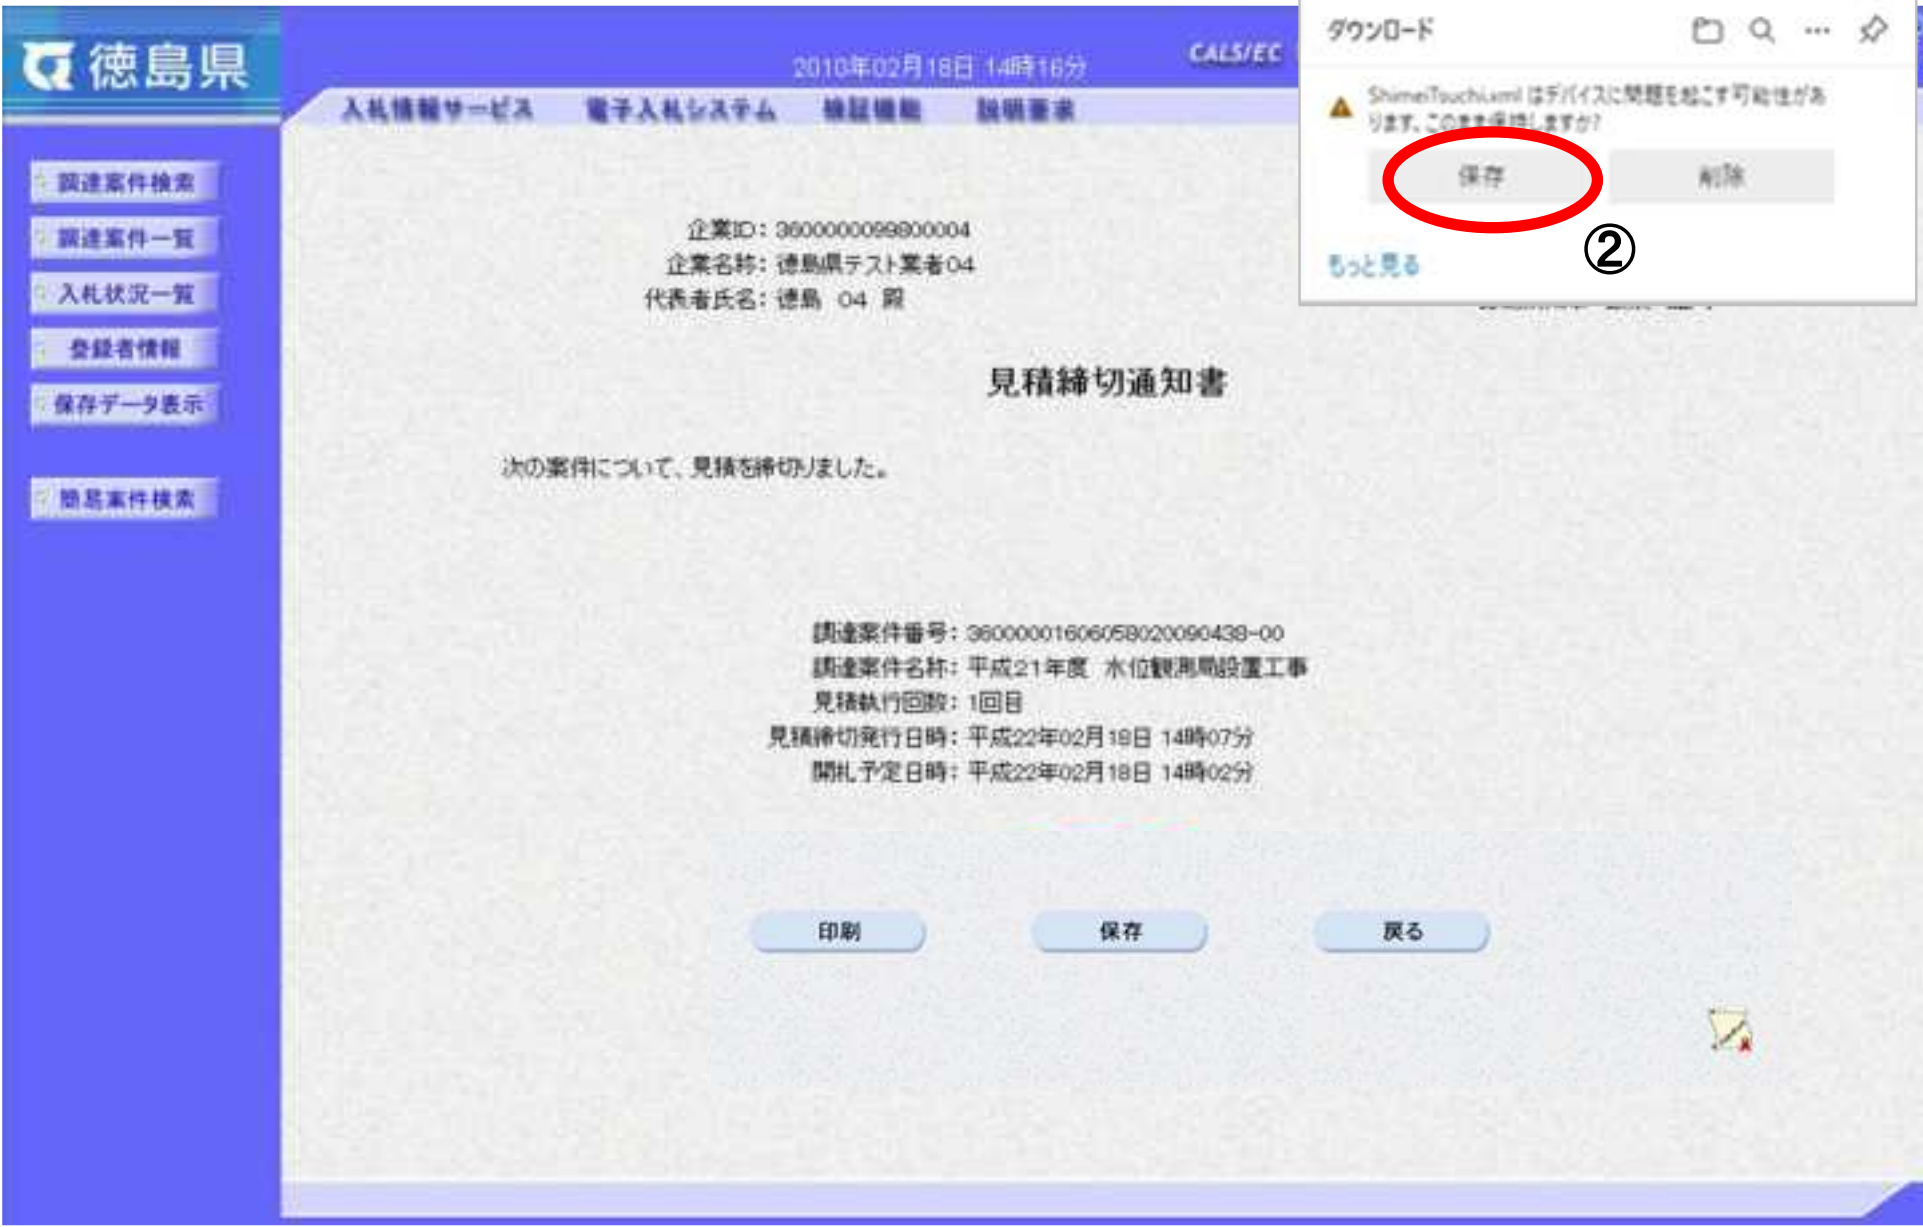 徳島県
2010年02月18日 14時16分
CALS/EC
入札情報サービス 電子入札システム 検証機能 説明要求
調達案件検索
調達案件一覧
入札状況一覧
登録者情報
保存データ表示
簡易案件検索
ダウンロード
ShimeiTsuchi.xml はデバイスに問題を起こす可能性があ
ります。このまま保持しますか?
保存 削除
②
もっと見る
企業ID: 3600000099800004
企業名称: 徳島県テスト業者04
代表者氏名: 徳島 04 殿
見積締切通知書
次の案件について、見積を締切りました。
調達案件番号: 3600000160605802009​0438-00
調達案件名称: 平成21年度 水位観測局設置工事
見積執行回数: 1回目
見積締切発行日時: 平成22年02月18日 14時07分
開札予定日時: 平成22年02月18日 14時02分
印刷 保存 戻る